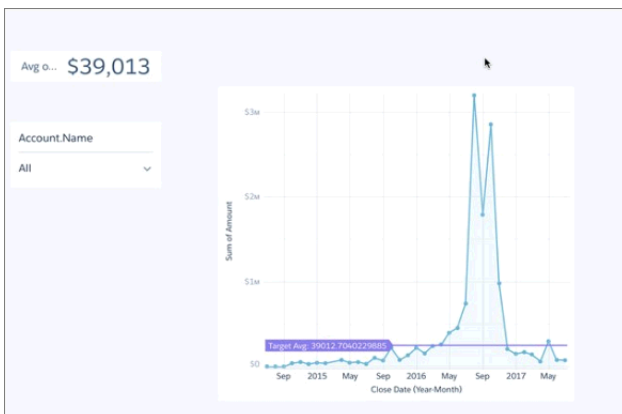 Avg o... $39,013
Account.Name
All
$3M
$2M
$1M
$0
Sum of Amount
Target Avg: 39012.7040229885
Sep 2015 May Sep 2016 May Sep 2017 May
Close Date (Year-Month)